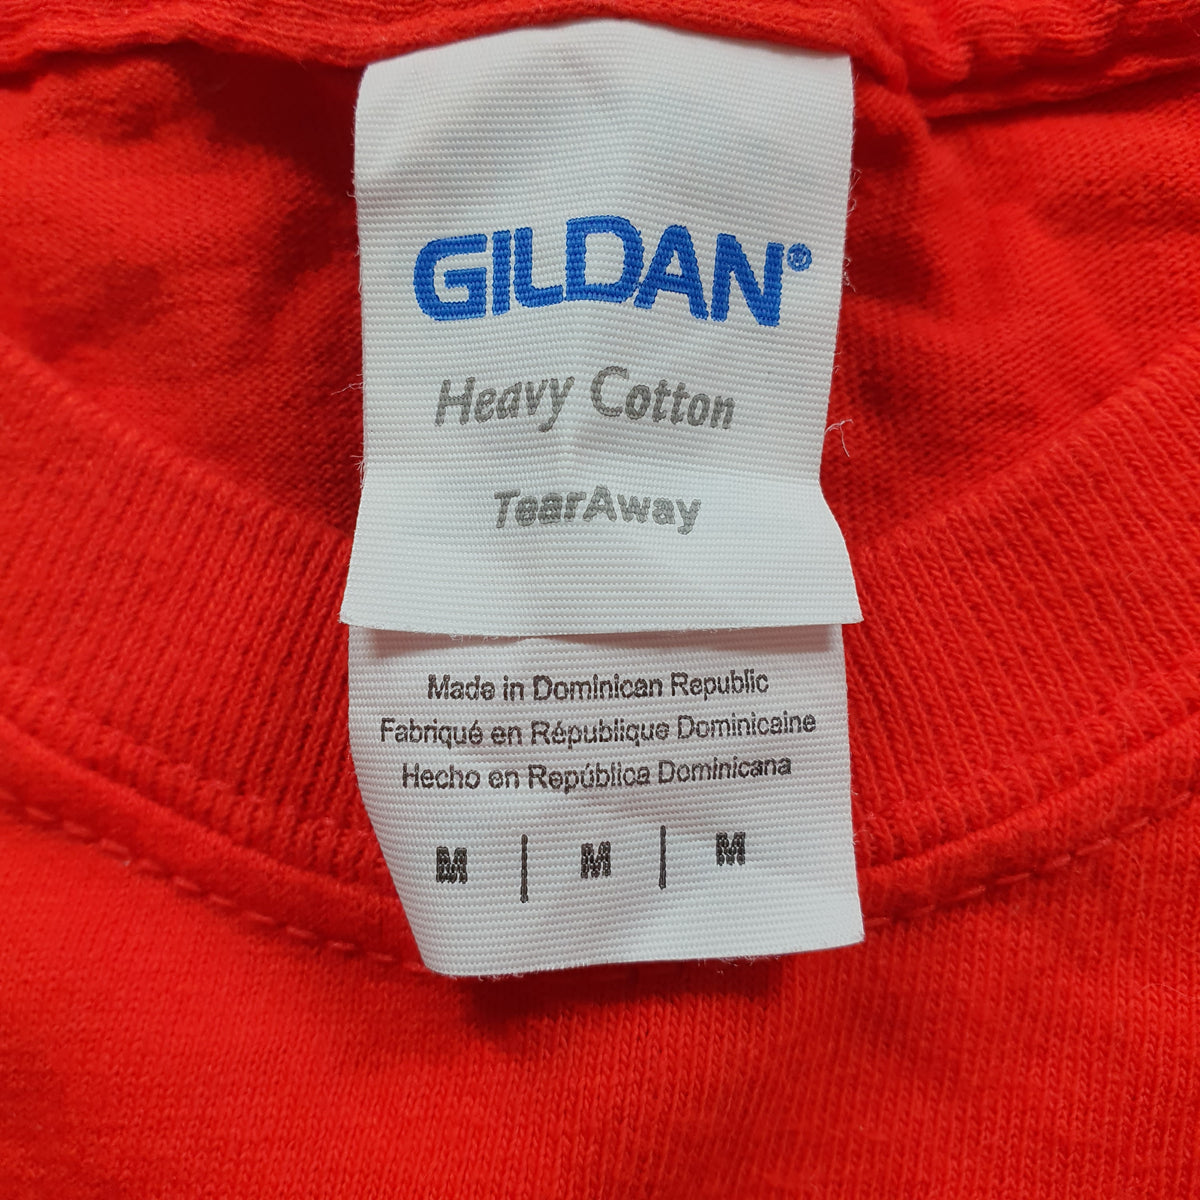 GILDAN®
Heavy Cotton
TearAway
Made in Dominican Republic
Fabriqué en République Dominicaine
Hecho en República Dominicana
M | M | M